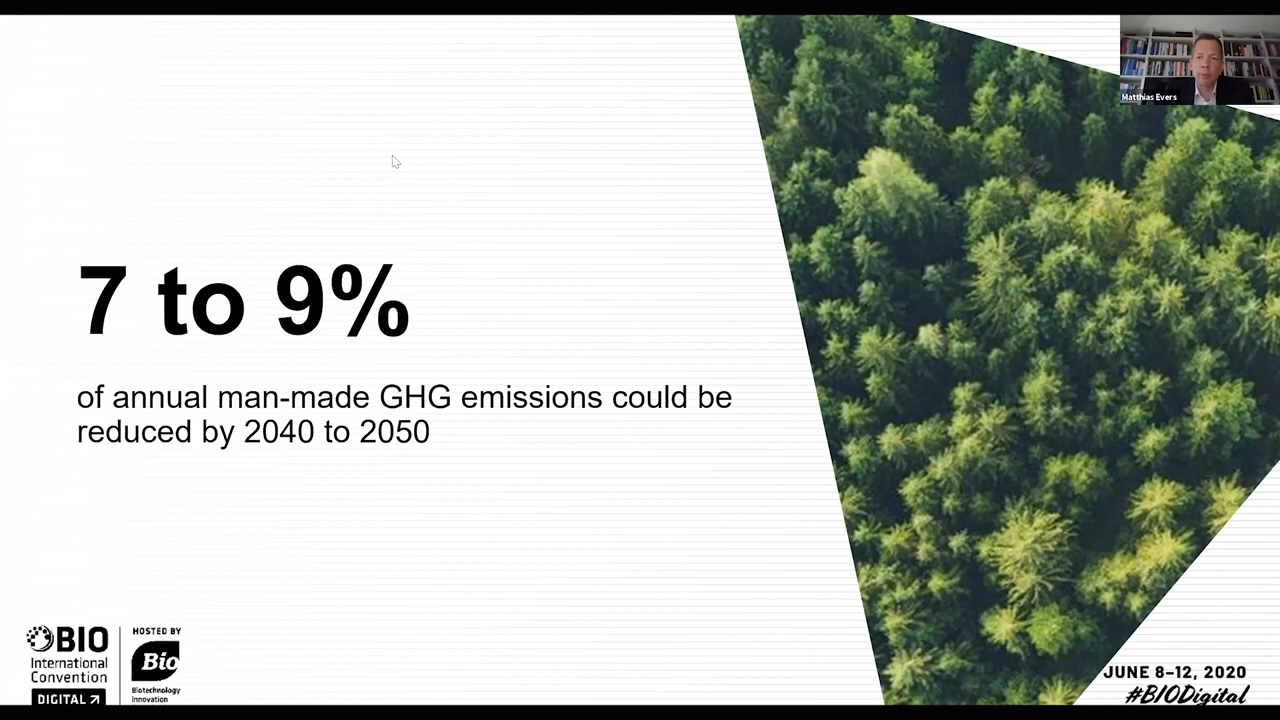 Matthias Evers
7 to 9%
of annual man-made GHG emissions could be
reduced by 2040 to 2050
BIO
International
Convention
DIGITAL
HOSTED BY
Bio
Biotechnology
Innovation
JUNE 8–12, 2020
#BIODigital